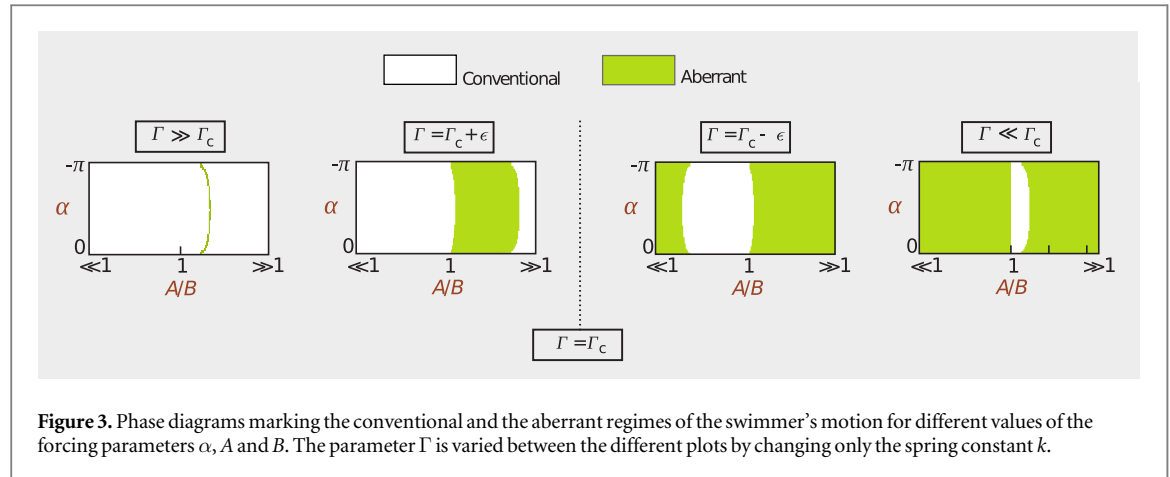 Conventional
Aberrant
Γ ≫ Γc
Γ =Γc+ ϵ
Γ =Γc - ϵ
Γ ≪ Γc
-π
α
0
≪1
1
≫1
A/B
-π
α
0
≪1
1
≫1
A/B
-π
α
0
≪1
1
≫1
A/B
-π
α
0
≪1
1
≫1
A/B
Γ =Γc
Figure 3. Phase diagrams marking the conventional and the aberrant regimes of the swimmer's motion for different values of the
forcing parameters α, A and B. The parameter Γ is varied between the different plots by changing only the spring constant k.